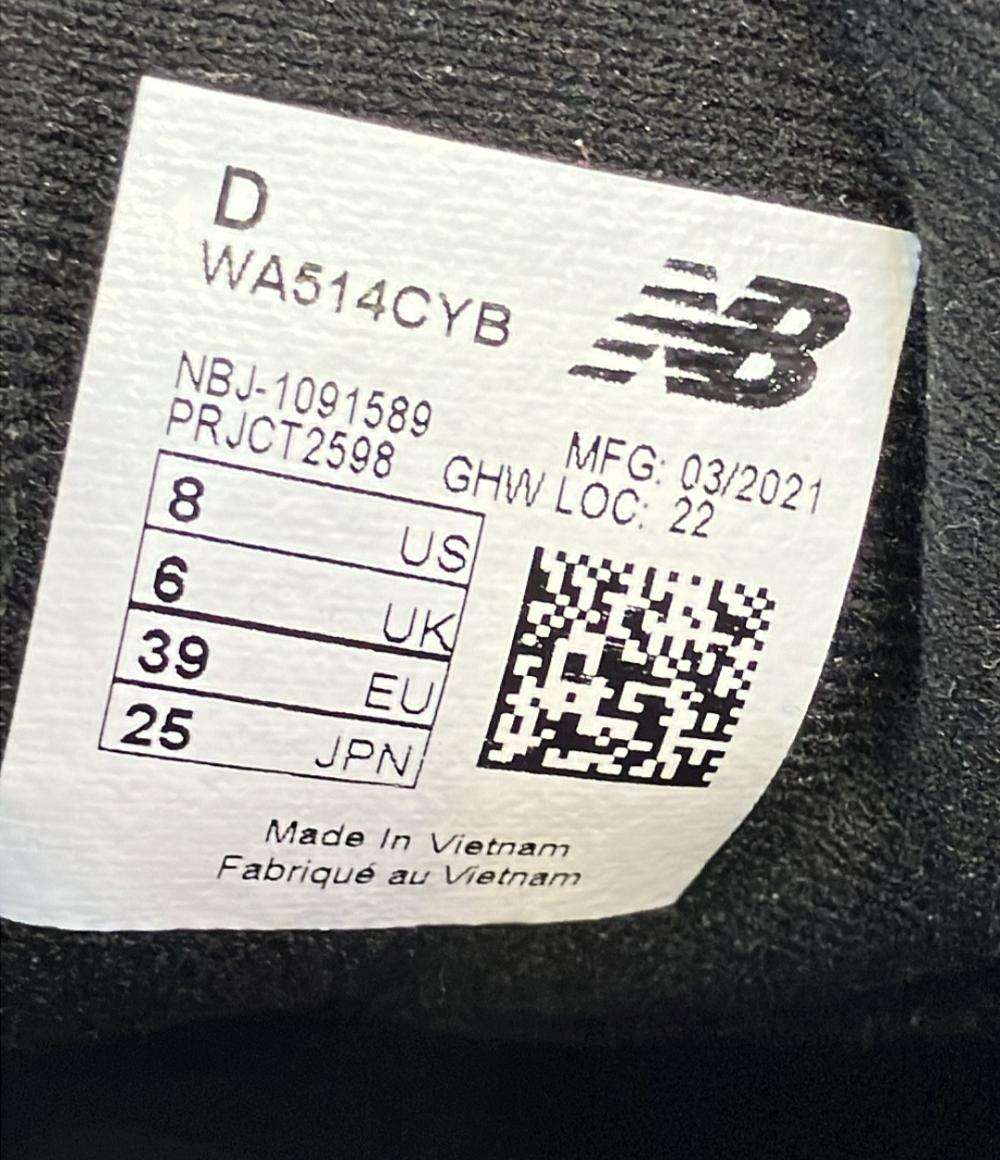 D
WA514CYB
NB
NBJ-1091589
PRJCT2598
MFG: 03/2021
GHW LOC: 22
8 US
6 UK
39 EU
25 JPN
Made In Vietnam
Fabriqué au Vietnam